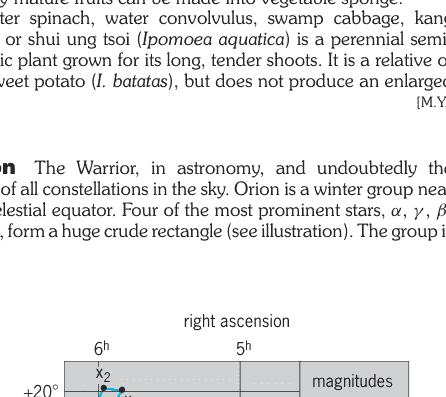 y mature fruits can be made into vegetable sponge.
ter spinach, water convolvulus, swamp cabbage, kang
or shui ung tsoi (Ipomoea aquatica) is a perennial semi
ic plant grown for its long, tender shoots. It is a relative o
weet potato (I. batatas), but does not produce an enlarged
[M.Y.
on The Warrior, in astronomy, and undoubtedly the
of all constellations in the sky. Orion is a winter group nea
elestial equator. Four of the most prominent stars, α, γ, β
, form a huge crude rectangle (see illustration). The group i
right ascension
6h 5h
x2
magnitudes
+20°